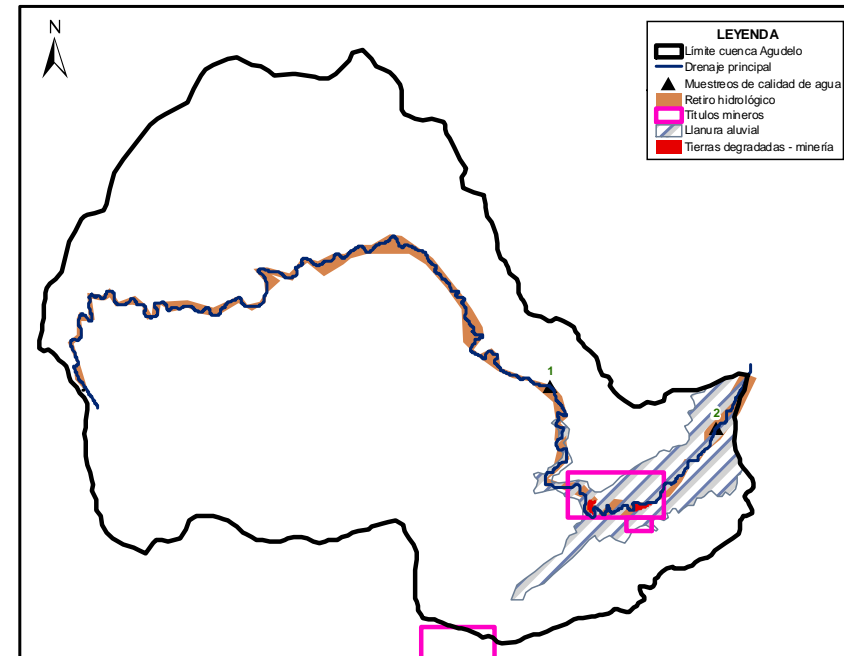 N
LEYENDA
Límite cuenca Agudelo
Drenaje principal
Muestreos de calidad de agua
Retiro hidrológico
Títulos mineros
Llanura aluvial
Tierras degradadas - minería
1
2